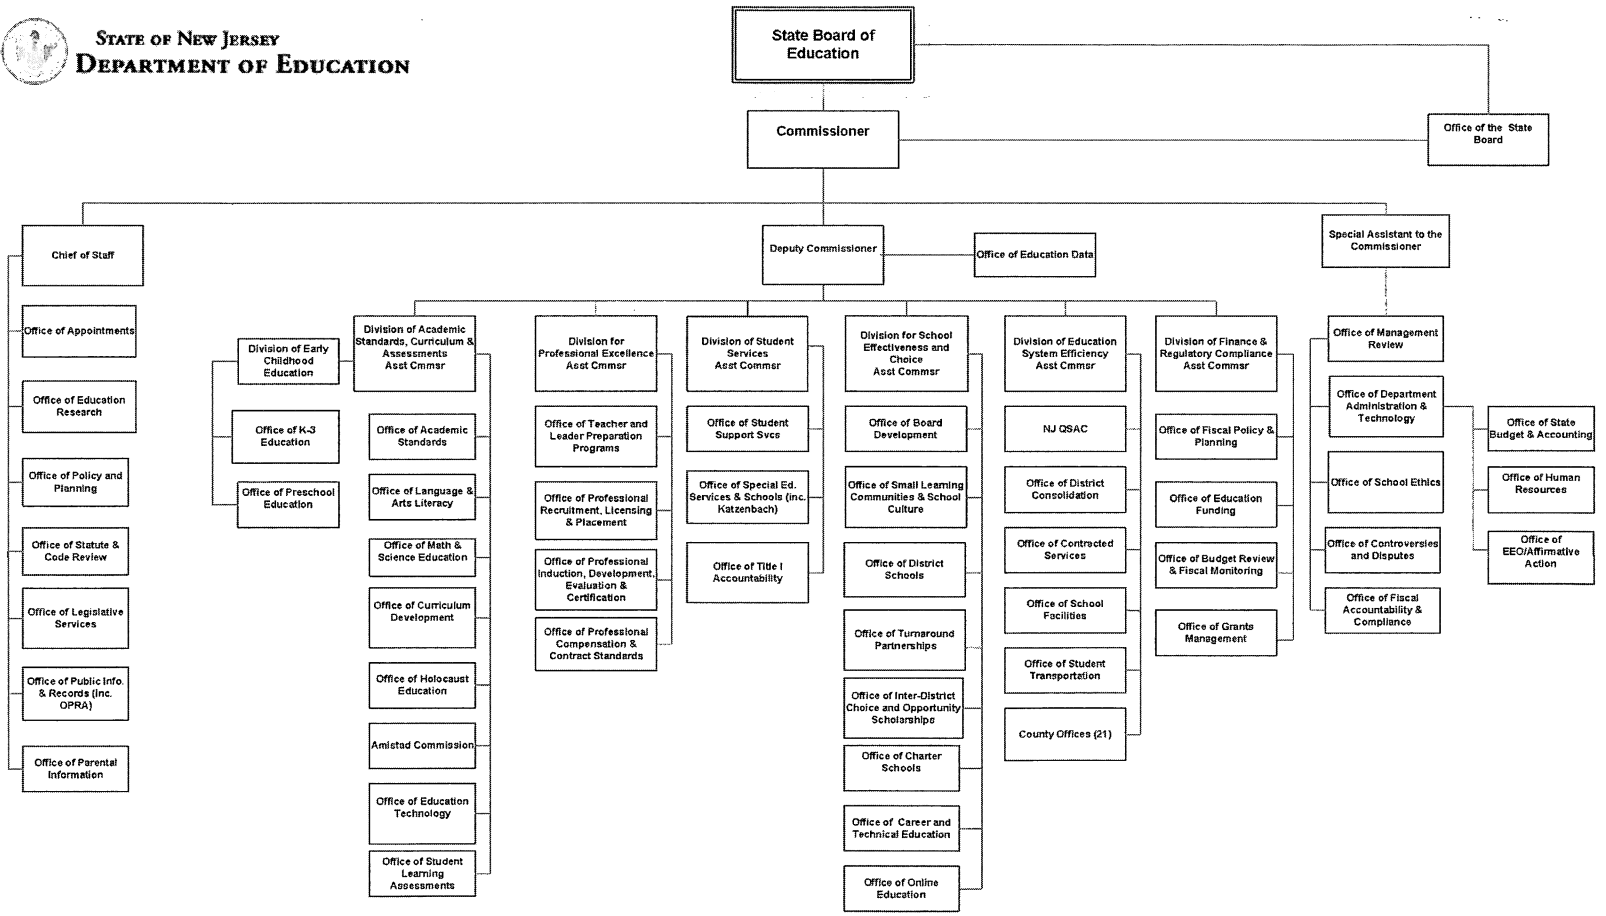 STATE OF NEW JERSEY
DEPARTMENT OF EDUCATION
State Board of
Education
Commissioner
Office of the State
Board
Chief of Staff
Deputy Commissioner
Office of Education Data
Special Assistant to the
Commissioner
Office of Appointments
Office of Education
Research
Office of Policy and
Planning
Office of Statute &
Code Review
Office of Legislative
Services
Office of Public Info.
& Records (inc.
OPRA)
Office of Parental
Information
Division of Early
Childhood
Education
Office of K-3
Education
Office of Preschool
Education
Division of Academic
Standards, Curriculum &
Assessments
Asst Cmmsr
Office of Academic
Standards
Office of Language &
Arts Literacy
Office of Math &
Science Education
Office of Curriculum
Development
Office of Holocaust
Education
Amistad Commission
Office of Education
Technology
Office of Student
Learning
Assessments
Division for
Professional Excellence
Asst Cmmsr
Office of Teacher and
Leader Preparation
Programs
Office of Professional
Recruitment, Licensing
& Placement
Office of Professional
Induction, Development,
Evaluation &
Certification
Office of Professional
Compensation &
Contract Standards
Division of Student
Services
Asst Commsr
Office of Student
Support Svcs
Office of Special Ed.
Services & Schools (inc.
Katzenbach)
Office of Title I
Accountability
Division for School
Effectiveness and
Choice
Asst Commsr
Office of Board
Development
Office of Small Learning
Communities & School
Culture
Office of District
Schools
Office of Turnaround
Partnerships
Office of Inter-District
Choice and Opportunity
Scholarships
Office of Charter
Schools
Office of Career and
Technical Education
Office of Online
Education
Division of Education
System Efficiency
Asst Cmmsr
NJ QSAC
Office of District
Consolidation
Office of Contracted
Services
Office of School
Facilities
Office of Student
Transportation
County Offices (21)
Division of Finance &
Regulatory Compliance
Asst Commsr
Office of Fiscal Policy &
Planning
Office of Education
Funding
Office of Budget Review
& Fiscal Monitoring
Office of Grants
Management
Office of Management
Review
Office of Department
Administration &
Technology
Office of School Ethics
Office of Controversies
and Disputes
Office of Fiscal
Accountability &
Compliance
Office of State
Budget & Accounting
Office of Human
Resources
Office of
EEO/Affirmative
Action